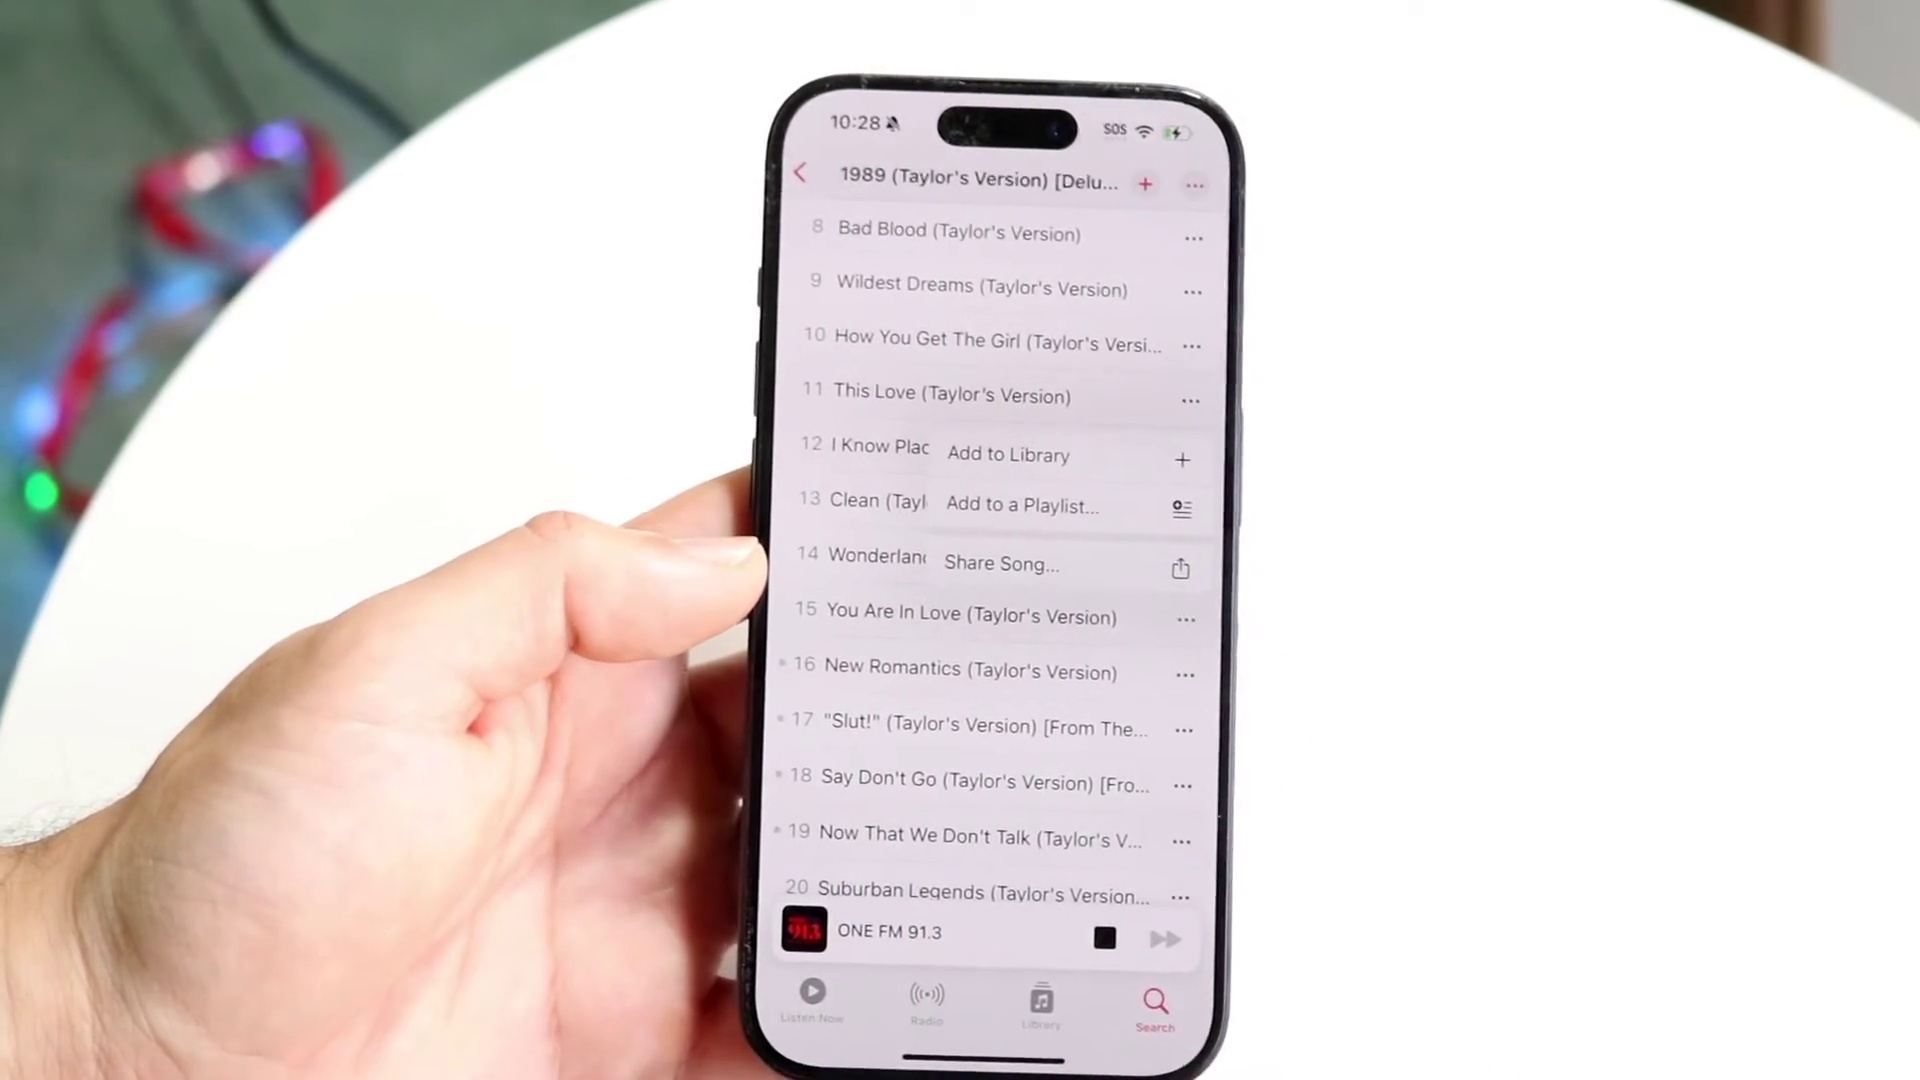 10:28 SOS
1989 (Taylor's Version) [Delu...
8 Bad Blood (Taylor's Version)
9 Wildest Dreams (Taylor's Version)
10 How You Get The Girl (Taylor's Versi...
11 This Love (Taylor's Version)
12 I Know Plac
Add to Library
13 Clean (Tayl
Add to a Playlist...
14 Wonderlan
Share Song...
15 You Are In Love (Taylor's Version)
16 New Romantics (Taylor's Version)
17 "Slut!" (Taylor's Version) [From The...
18 Say Don't Go (Taylor's Version) [Fro...
19 Now That We Don't Talk (Taylor's V...
20 Suburban Legends (Taylor's Version...
91.3 ONE FM 91.3
Listen Now Radio Library Search